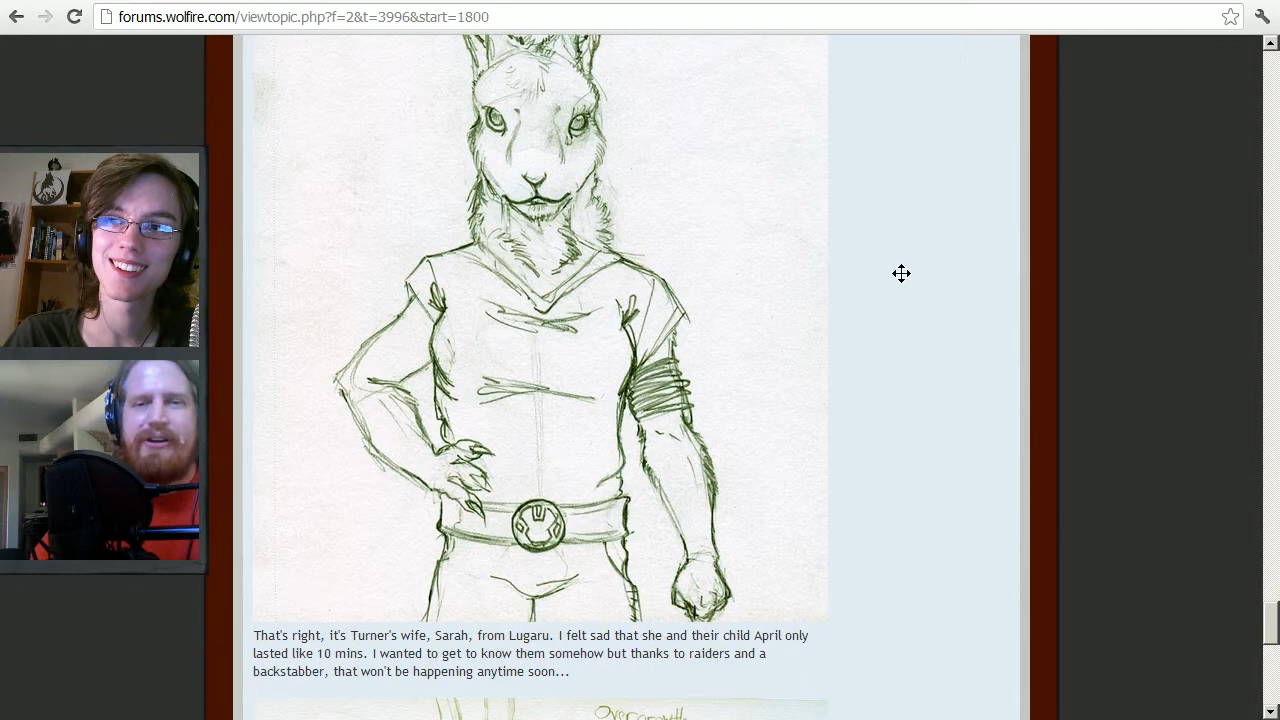 forums.wolfire.com/viewtopic.php?f=2&t=3996&start=1800
That's right, it's Turner's wife, Sarah, from Lugaru. I felt sad that she and their child April only
lasted like 10 mins. I wanted to get to know them somehow but thanks to raiders and a
backstabber, that won't be happening anytime soon...
Overgrowth